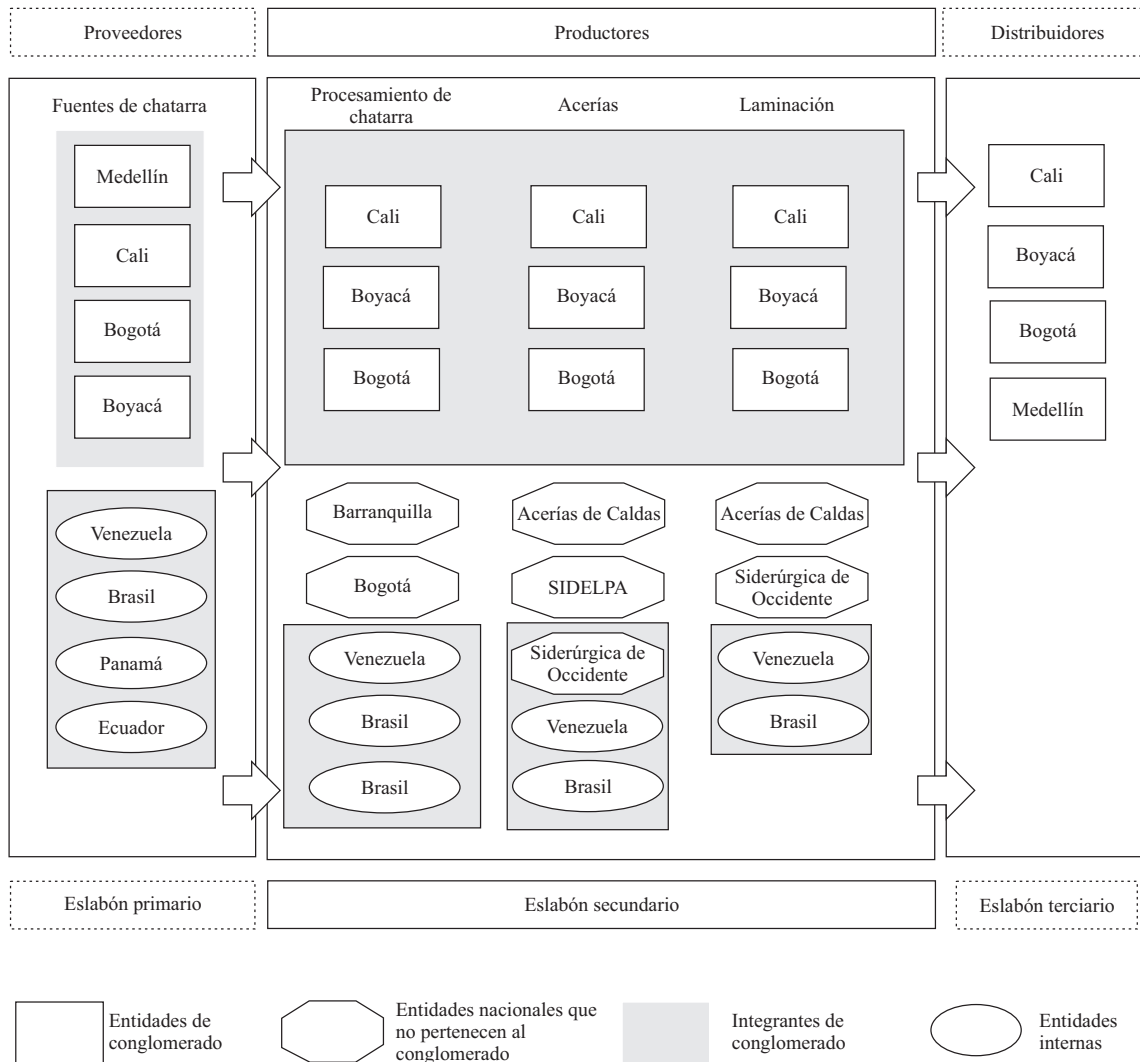 Proveedores
Productores
Distribuidores
Fuentes de chatarra
Medellín
Cali
Bogotá
Boyacá
Venezuela
Brasil
Panamá
Ecuador
Procesamiento de
chatarra
Cali
Boyacá
Bogotá
Barranquilla
Bogotá
Venezuela
Brasil
Brasil
Acerías
Cali
Boyacá
Bogotá
Acerías de Caldas
SIDELPA
Siderúrgica de
Occidente
Venezuela
Brasil
Laminación
Cali
Boyacá
Bogotá
Acerías de Caldas
Siderúrgica de
Occidente
Venezuela
Brasil
Cali
Boyacá
Bogotá
Medellín
Eslabón primario
Eslabón secundario
Eslabón terciario
Entidades de
conglomerado
Entidades nacionales que
no pertenecen al
conglomerado
Integrantes de
conglomerado
Entidades
internas